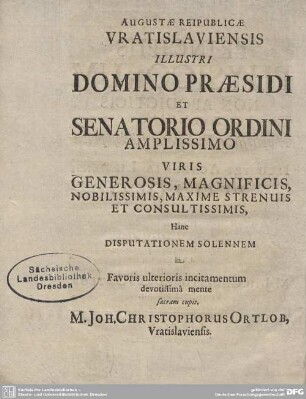 AUGUSTÆ REIPUBLICÆ
VRATISLAVIENSIS
ILLUSTRI
DOMINO PRÆSIDI
ET
SENATORIO ORDINI
AMPLISSIMO
VIRIS
GENEROSIS, MAGNIFICIS,
NOBILISSIMIS, MAXIME STRENUIS
ET CONSULTISSIMIS,
Hanc
DISPUTATIONEM SOLENNEM
in
Favoris ulterioris incitamentum
devotissimâ mente
sacram cupit,
M. JOH, CHRISTOPHORUS ORTLOB,
Vratislaviensis.
Sächsische
Landesbibliothek
Dresden
DFG